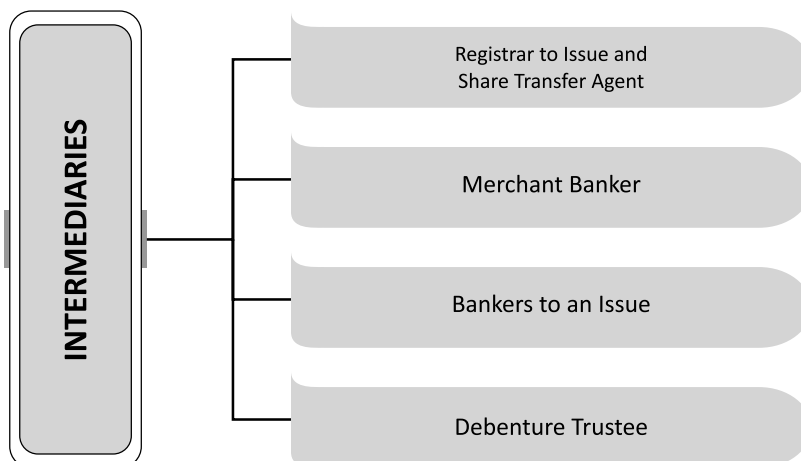 INTERMEDIARIES
Registrar to Issue and
Share Transfer Agent
Merchant Banker
Bankers to an Issue
Debenture Trustee